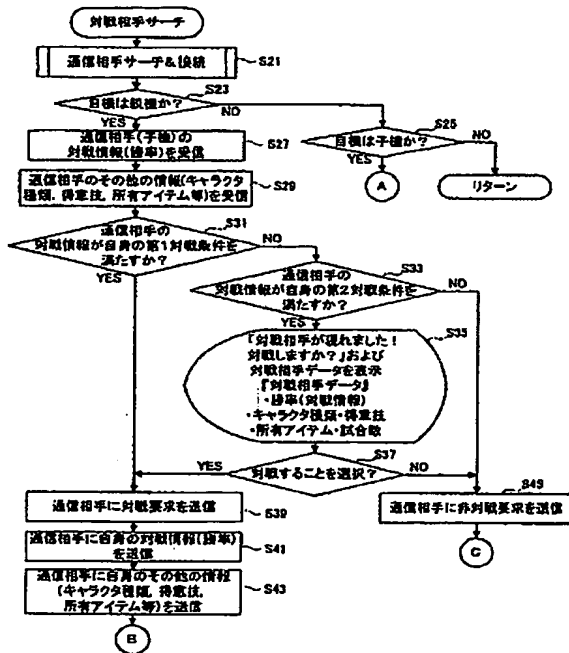 対戦相手サーチ
通信相手サーチ&接続
S21
S23
自機は親機か?
YES
NO
S25
自機は子機か?
YES
NO
A
リターン
通信相手(子機)の
対戦情報(勝率)を受信
S27
通信相手のその他の情報(キャラクタ
種類,得意技,所有アイテム等)を受信
S29
S31
通信相手の
対戦情報が自身の第1対戦条件を
満たすか?
YES
NO
S33
通信相手の
対戦情報が自身の第2対戦条件を
満たすか?
YES
NO
S35
『対戦相手が現れました!
対戦しますか?』および
対戦相手データを表示
『対戦相手データ』
・勝率(対戦情報)
・キャラクタ種類・得意技
・所有アイテム・試合数
S37
対戦することを選択?
YES
NO
通信相手に対戦要求を送信
S39
S49
通信相手に非対戦要求を送信
C
通信相手に自身の対戦情報(勝率)
を送信
S41
通信相手に自身のその他の情報
(キャラクタ種類,得意技,
所有アイテム等)を送信
S43
B